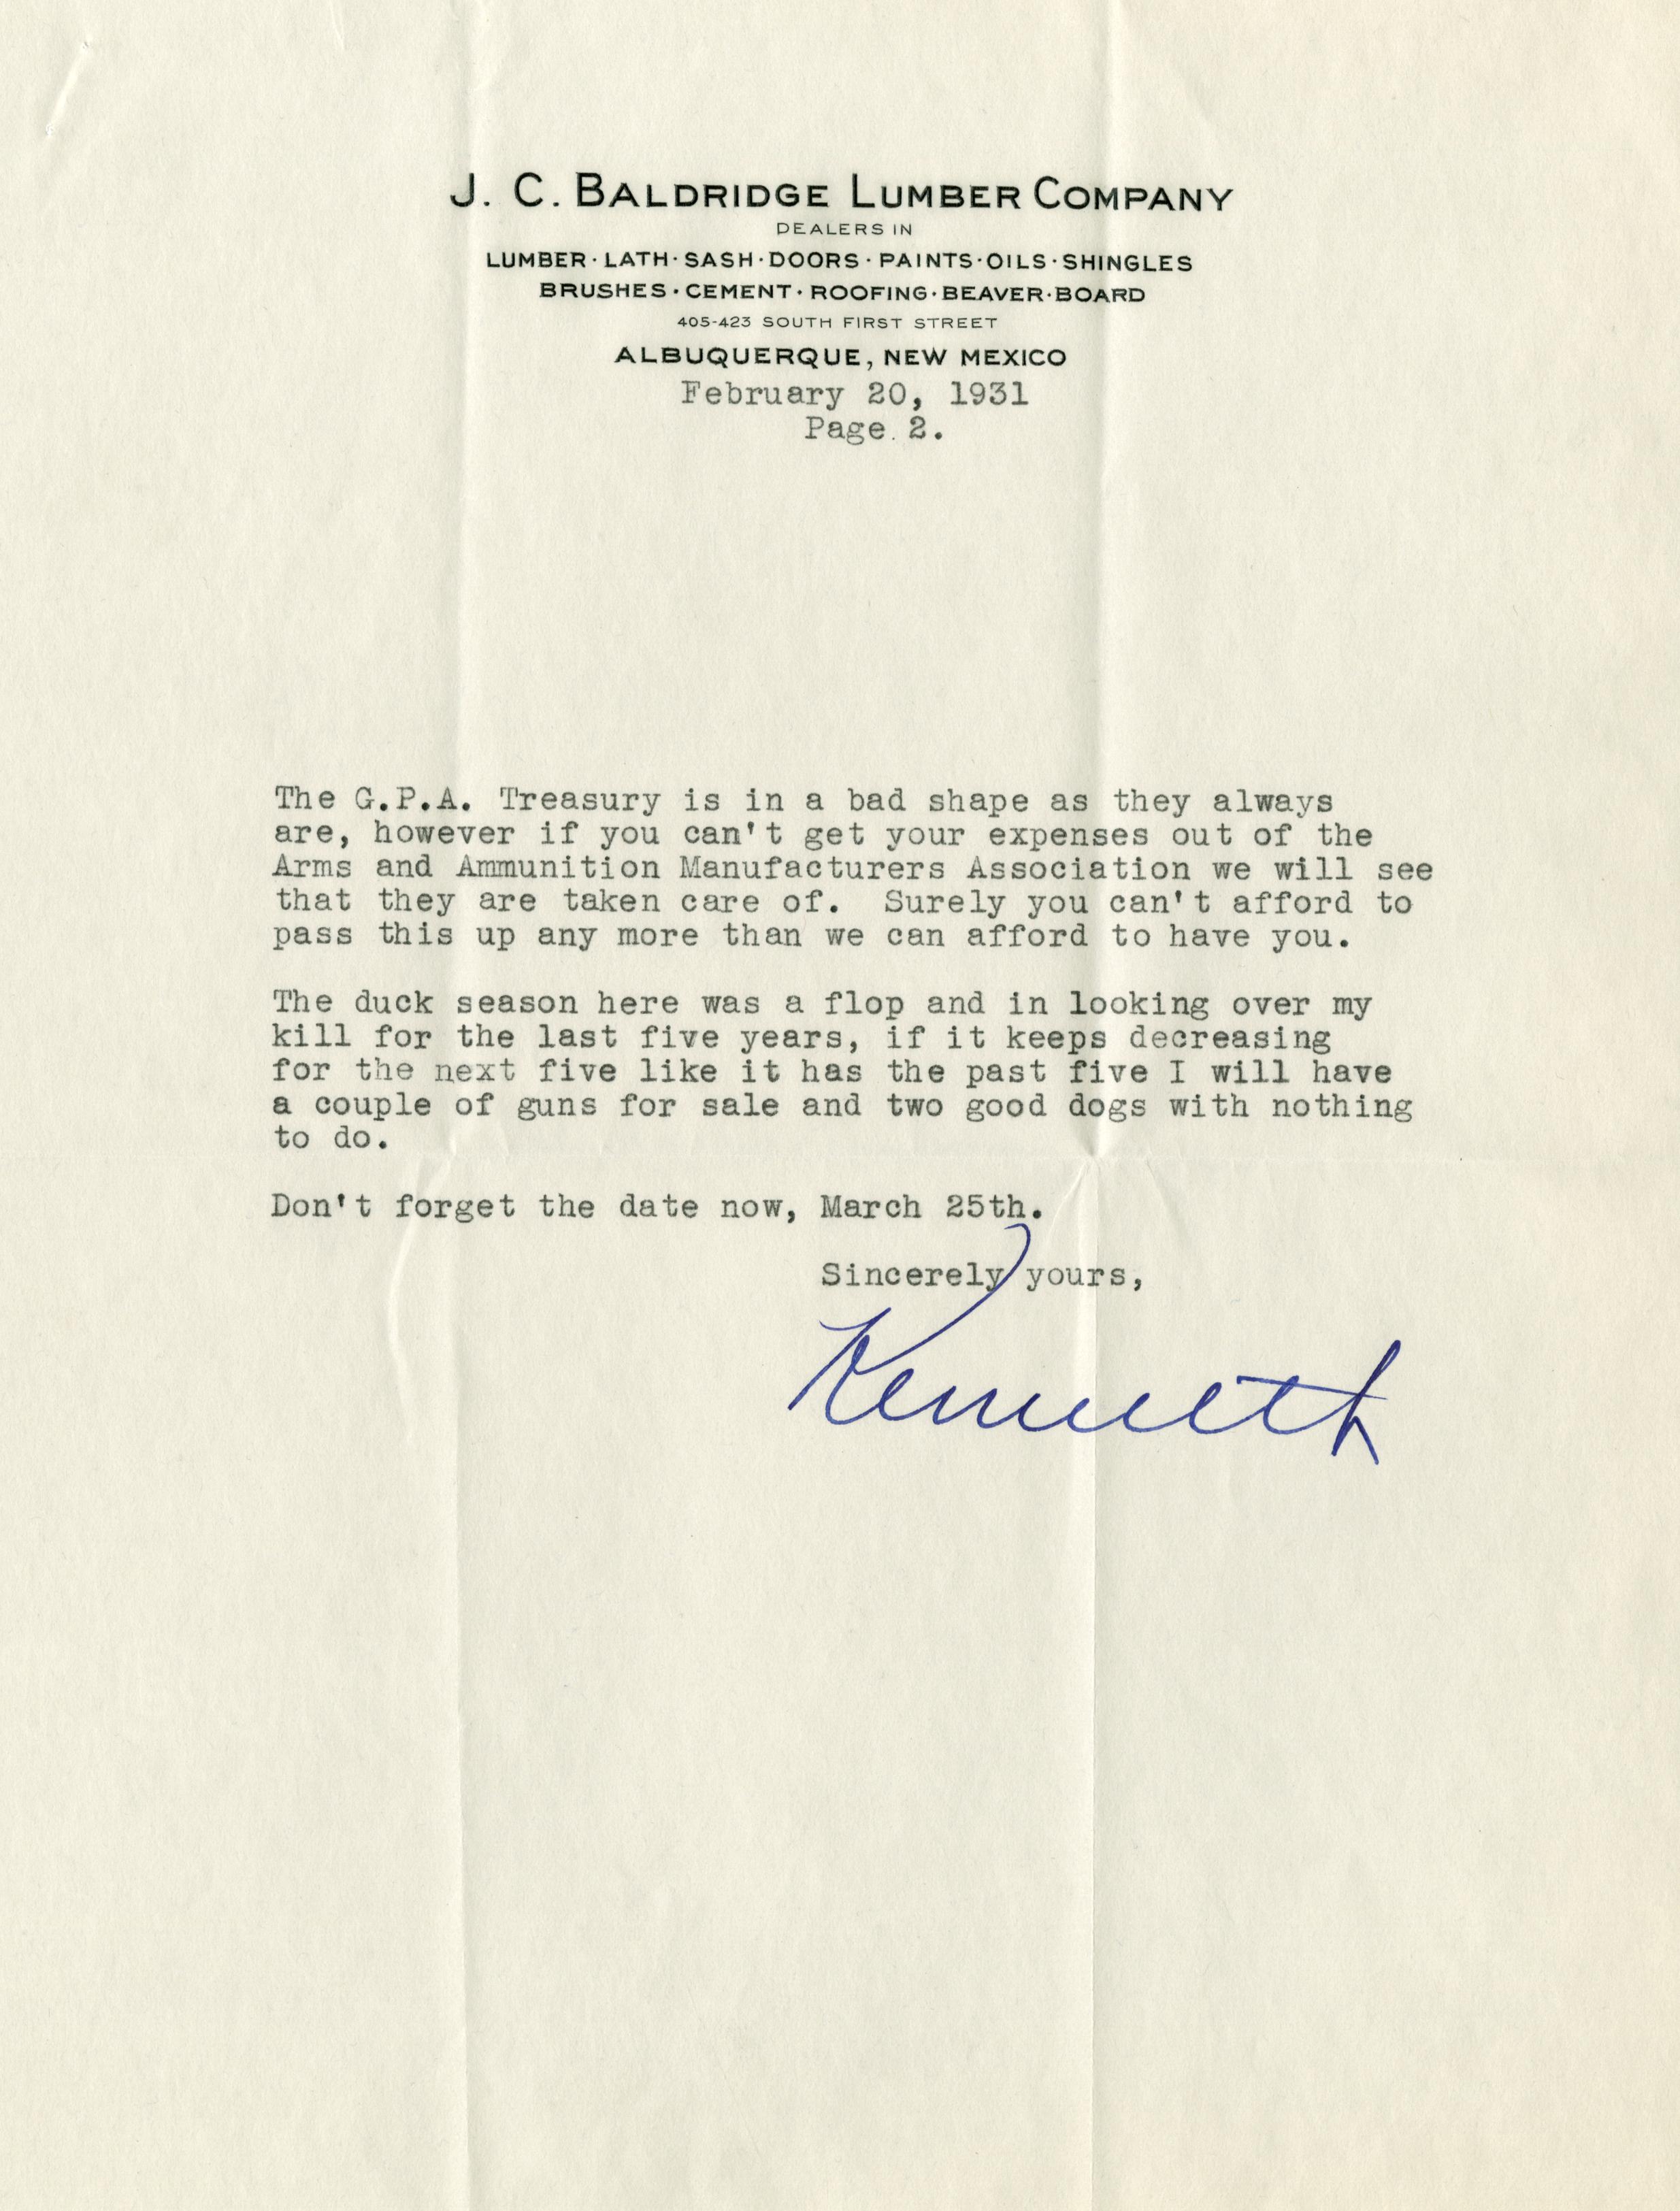 J. C. BALDRIDGE LUMBER COMPANY
DEALERS IN
LUMBER · LATH · SASH · DOORS · PAINTS · OILS · SHINGLES
BRUSHES · CEMENT · ROOFING · BEAVER · BOARD
405-423 SOUTH FIRST STREET
ALBUQUERQUE, NEW MEXICO
February 20, 1931
Page 2.
The G.P.A. Treasury is in a bad shape as they always
are, however if you can't get your expenses out of the
Arms and Ammunition Manufacturers Association we will see
that they are taken care of. Surely you can't afford to
pass this up any more than we can afford to have you.
The duck season here was a flop and in looking over my
kill for the last five years, if it keeps decreasing
for the next five like it has the past five I will have
a couple of guns for sale and two good dogs with nothing
to do.
Don't forget the date now, March 25th.
Sincerely yours,
Kenneth